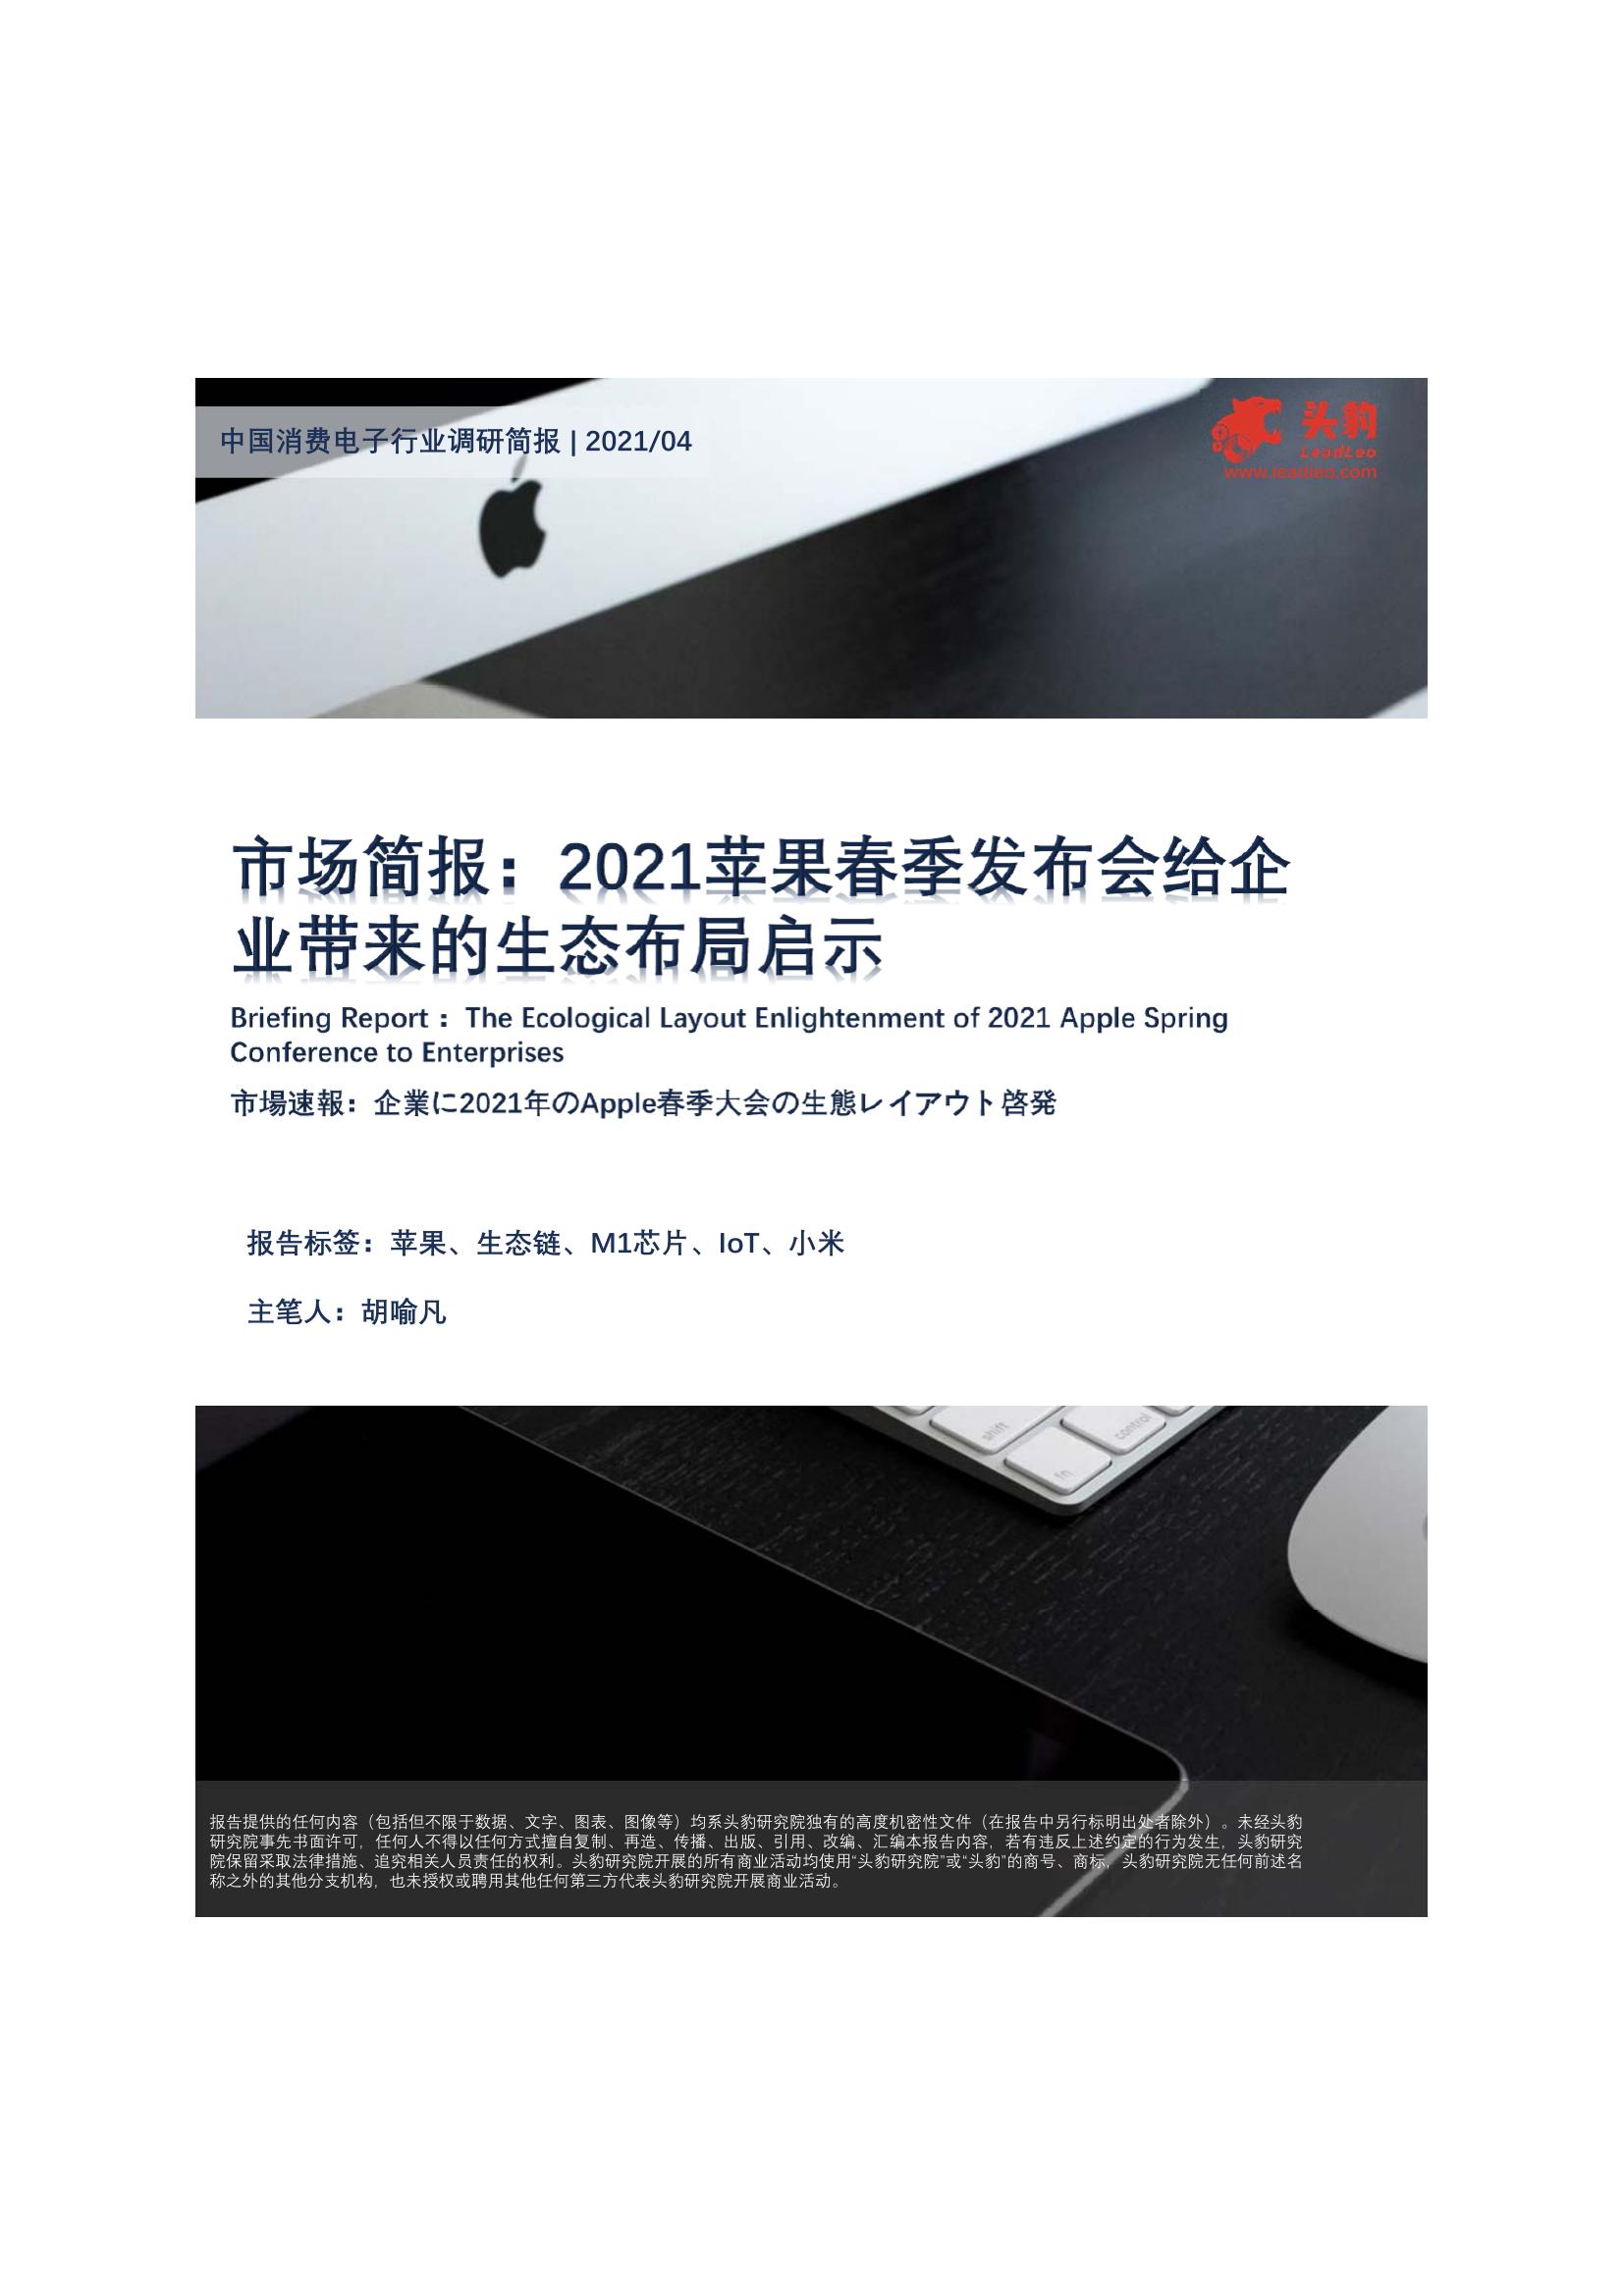 中国消费电子行业调研简报 | 2021/04
头豹
LeadLeo
www.leadleo.com
市场简报：2021苹果春季发布会给企
业带来的生态布局启示
Briefing Report： The Ecological Layout Enlightenment of 2021 Apple Spring
Conference to Enterprises
市場速報：企業に2021年のApple春季大会の生態レイアウト啓発
报告标签：苹果、生态链、M1芯片、IoT、小米
主笔人：胡喻凡
shift
control
fn
报告提供的任何内容（包括但不限于数据、文字、图表、图像等）均系头豹研究院独有的高度机密性文件（在报告中另行标明出处者除外）。未经头豹
研究院事先书面许可，任何人不得以任何方式擅自复制、再造、传播、出版、引用、改编、汇编本报告内容，若有违反上述约定的行为发生，头豹研究
院保留采取法律措施、追究相关人员责任的权利。头豹研究院开展的所有商业活动均使用“头豹研究院”或“头豹”的商号、商标，头豹研究院无任何前述名
称之外的其他分支机构，也未授权或聘用其他任何第三方代表头豹研究院开展商业活动。